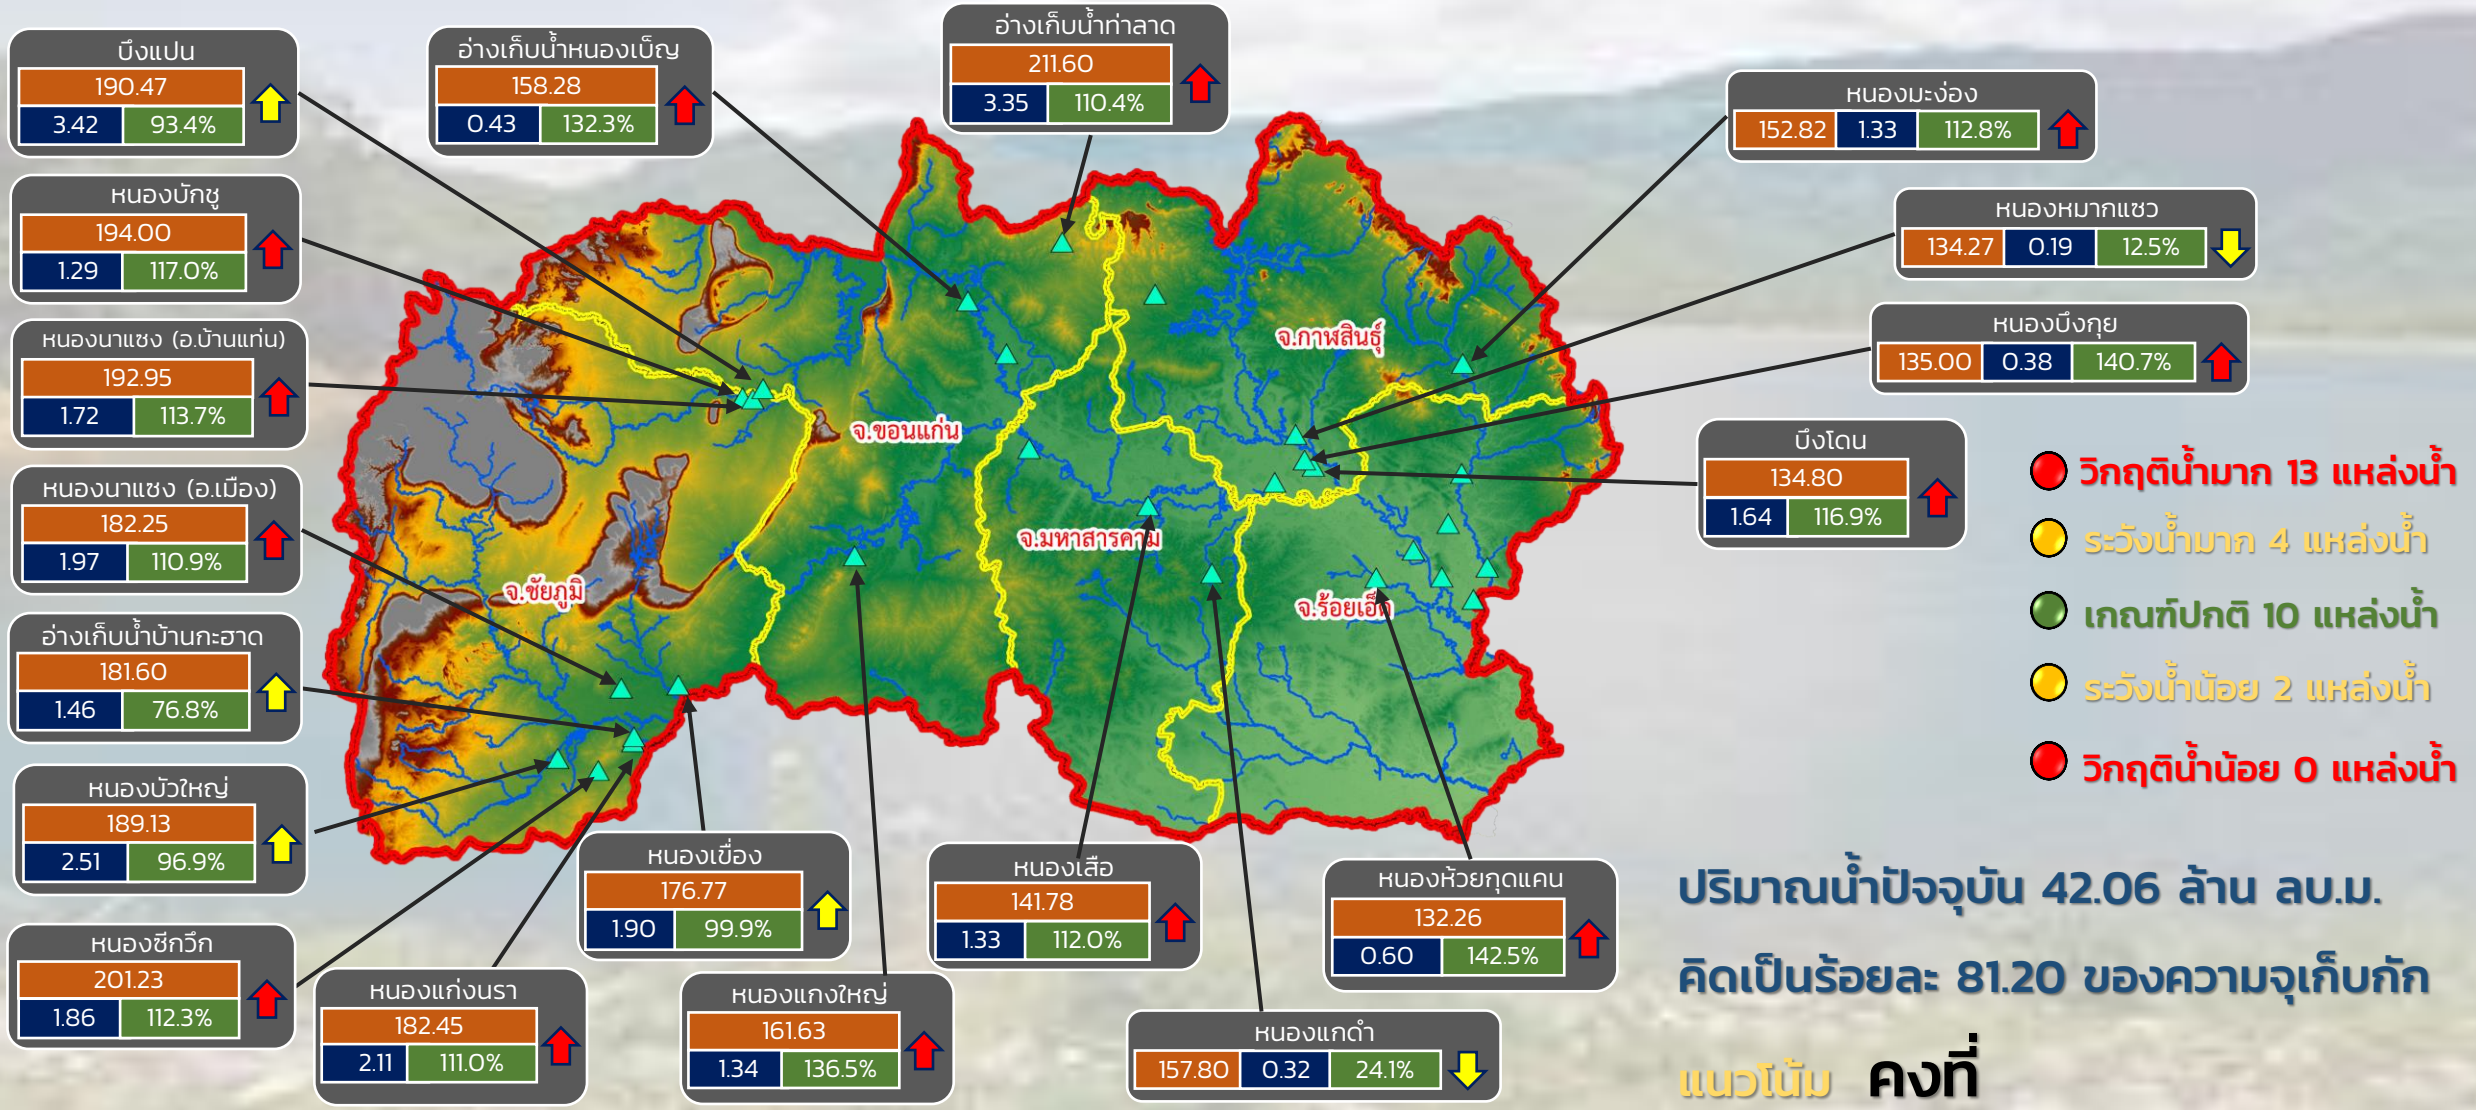 บึงแปน
190.47
3.42 93.4%
หนองบักชู
194.00
1.29 117.0%
หนองนาแซง (อ.บ้านแท่น)
192.95
1.72 113.7%
หนองนาแซง (อ.เมือง)
182.25
1.97 110.9%
อ่างเก็บน้ำบ้านกะฮาด
181.60
1.46 76.8%
หนองบัวใหญ่
189.13
2.51 96.9%
หนองซีกวึก
201.23
1.86 112.3%
อ่างเก็บน้ำหนองเบ็ญ
158.28
0.43 132.3%
อ่างเก็บน้ำท่าลาด
211.60
3.35 110.4%
หนองมะง่อง
152.82 1.33 112.8%
หนองหมากแซว
134.27 0.19 12.5%
หนองบึงกุย
135.00 0.38 140.7%
บึงโดน
134.80
1.64 116.9%
จ.กาฬสินธุ์
จ.ขอนแก่น
จ.มหาสารคาม
จ.ชัยภูมิ
จ.ร้อยเอ็ด
หนองแก่งนรา
182.45
2.11 111.0%
หนองเขื่อง
176.77
1.90 99.9%
หนองแกงใหญ่
161.63
1.34 136.5%
หนองเสือ
141.78
1.33 112.0%
หนองแกดำ
157.80 0.32 24.1%
หนองห้วยกุดแคน
132.26
0.60 142.5%
วิกฤติน้ำมาก 13 แหล่งน้ำ
ระวังน้ำมาก 4 แหล่งน้ำ
เกณฑ์ปกติ 10 แหล่งน้ำ
ระวังน้ำน้อย 2 แหล่งน้ำ
วิกฤติน้ำน้อย 0 แหล่งน้ำ
ปริมาณน้ำปัจจุบัน 42.06 ล้าน ลบ.ม.
คิดเป็นร้อยละ 81.20 ของความจุเก็บกัก
แนวโน้ม คงที่